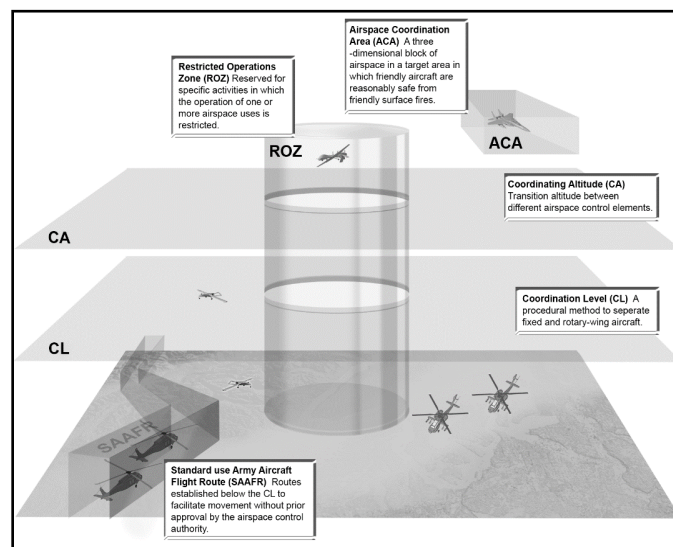 Airspace Coordination
Area (ACA) A three
-dimensional block of
airspace in a target area in
which friendly aircraft are
reasonably safe from
friendly surface fires.
Restricted Operations
Zone (ROZ) Reserved for
specific activities in which
the operation of one or
more airspace uses is
restricted.
ROZ
ACA
Coordinating Altitude (CA)
Transition altitude between
different airspace control elements.
CA
Coordination Level (CL) A
procedural method to seperate
fixed and rotary-wing aircraft.
CL
SAAFR
Standard use Army Aircraft
Flight Route (SAAFR) Routes
established below the CL to
facilitate movement without prior
approval by the airspace control
authority.